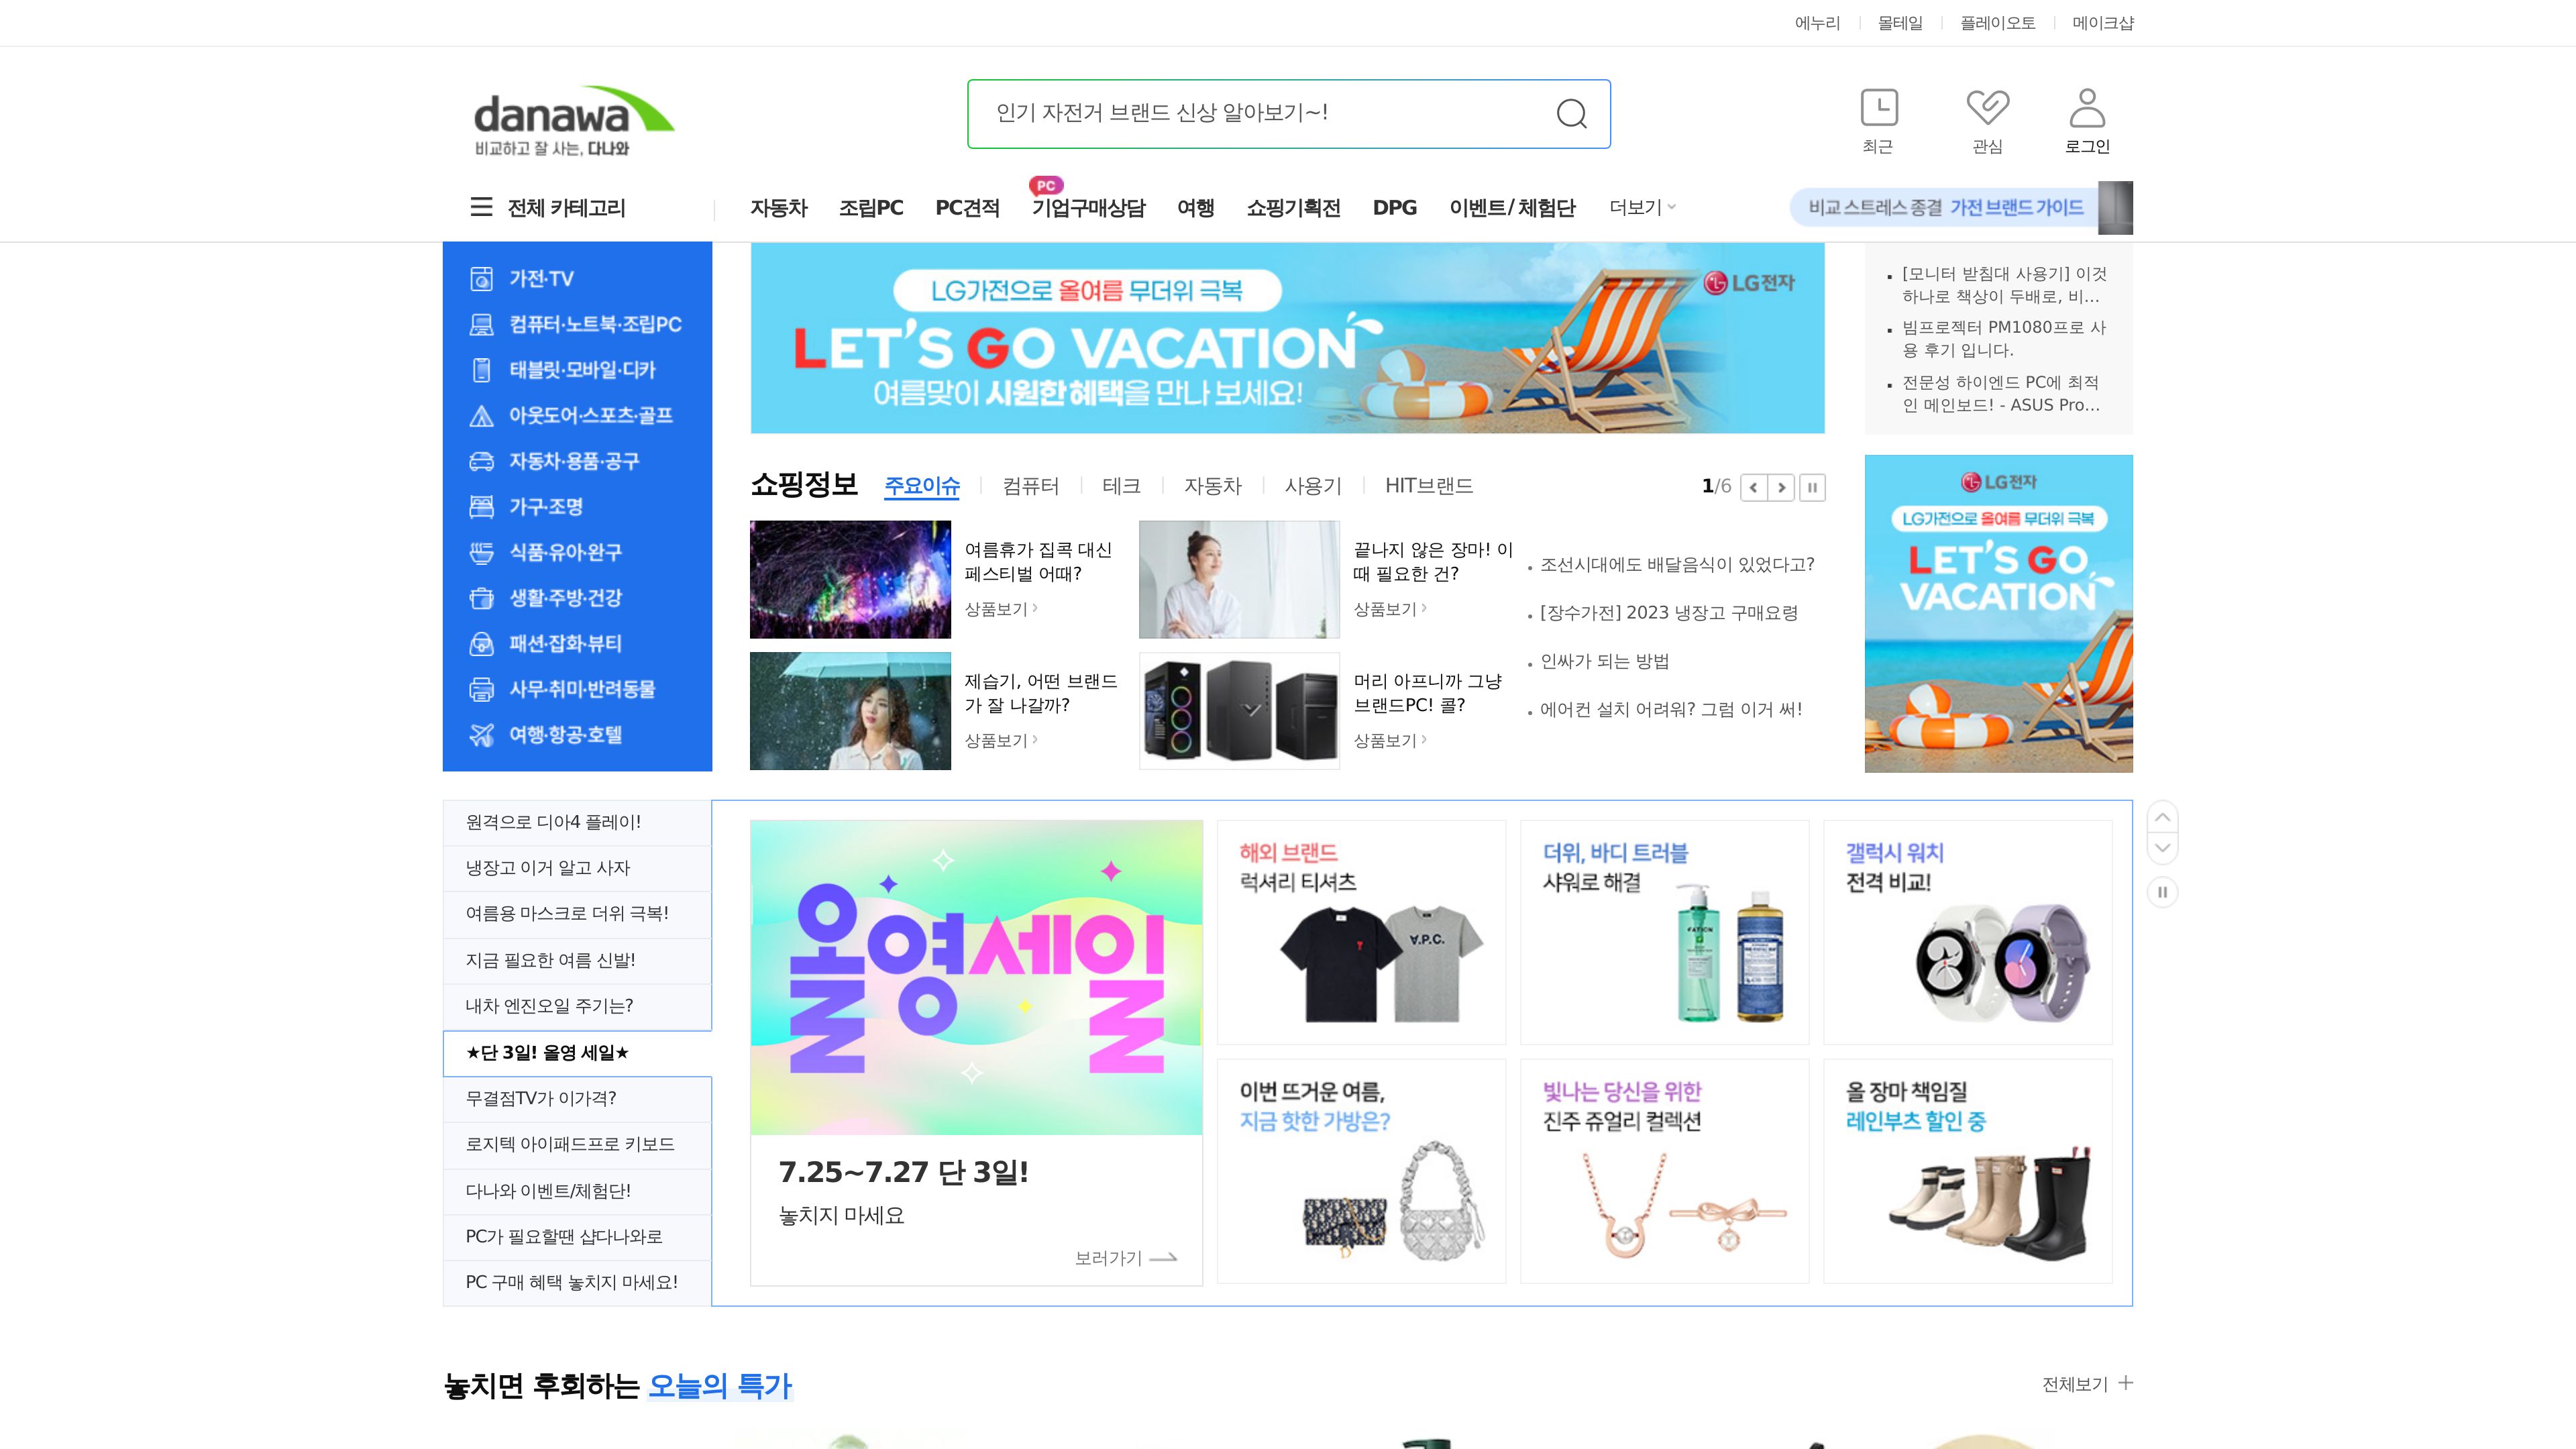 에누리
몰테일
플레이오토
메이크샵
danawa
비교하고 잘 사는, 다나와
인기 자전거 브랜드 신상 알아보기~!
최근
관심
로그인
전체 카테고리
자동차
조립PC
PC견적
PC
기업구매상담
여행
쇼핑기획전
DPG
이벤트/체험단
더보기
비교 스트레스 종결 가전 브랜드 가이드
가전·TV
컴퓨터·노트북·조립PC
태블릿·모바일·디카
아웃도어·스포츠·골프
자동차·용품·공구
가구·조명
식품·유아·완구
생활·주방·건강
패션·잡화·뷰티
사무·취미·반려동물
여행·항공·호텔
LG가전으로 올여름 무더위 극복
LET'S GO VACATION
여름맞이 시원한 혜택을 만나 보세요!
LG전자
[모니터 받침대 사용기] 이것
하나로 책상이 두배로, 비...
빔프로젝터 PM1080프로 사
용 후기 입니다.
전문성 하이엔드 PC에 최적
인 메인보드! - ASUS Pro...
쇼핑정보
주요이슈
컴퓨터
테크
자동차
사용기
HIT브랜드
1/6
여름휴가 집콕 대신
페스티벌 어때?
상품보기
끝나지 않은 장마! 이
때 필요한 건?
상품보기
제습기, 어떤 브랜드
가 잘 나갈까?
상품보기
머리 아프니까 그냥
브랜드PC! 콜?
상품보기
조선시대에도 배달음식이 있었다고?
[장수가전] 2023 냉장고 구매요령
인싸가 되는 방법
에어컨 설치 어려워? 그럼 이거 써!
LG전자
LG가전으로 올여름 무더위 극복
LET'S GO
VACATION
원격으로 디아4 플레이!
냉장고 이거 알고 사자
여름용 마스크로 더위 극복!
지금 필요한 여름 신발!
내차 엔진오일 주기는?
★단 3일! 올영 세일★
무결점TV가 이가격?
로지텍 아이패드프로 키보드
다나와 이벤트/체험단!
PC가 필요할땐 샵다나와로
PC 구매 혜택 놓치지 마세요!
올영세일
7.25~7.27 단 3일!
놓치지 마세요
보러가기
해외 브랜드
럭셔리 티셔츠
A.P.C.
더위, 바디 트러블
샤워로 해결
갤럭시 워치
전격 비교!
이번 뜨거운 여름,
지금 핫한 가방은?
빛나는 당신을 위한
진주 쥬얼리 컬렉션
올 장마 책임질
레인부츠 할인 중
놓치면 후회하는 오늘의 특가
전체보기